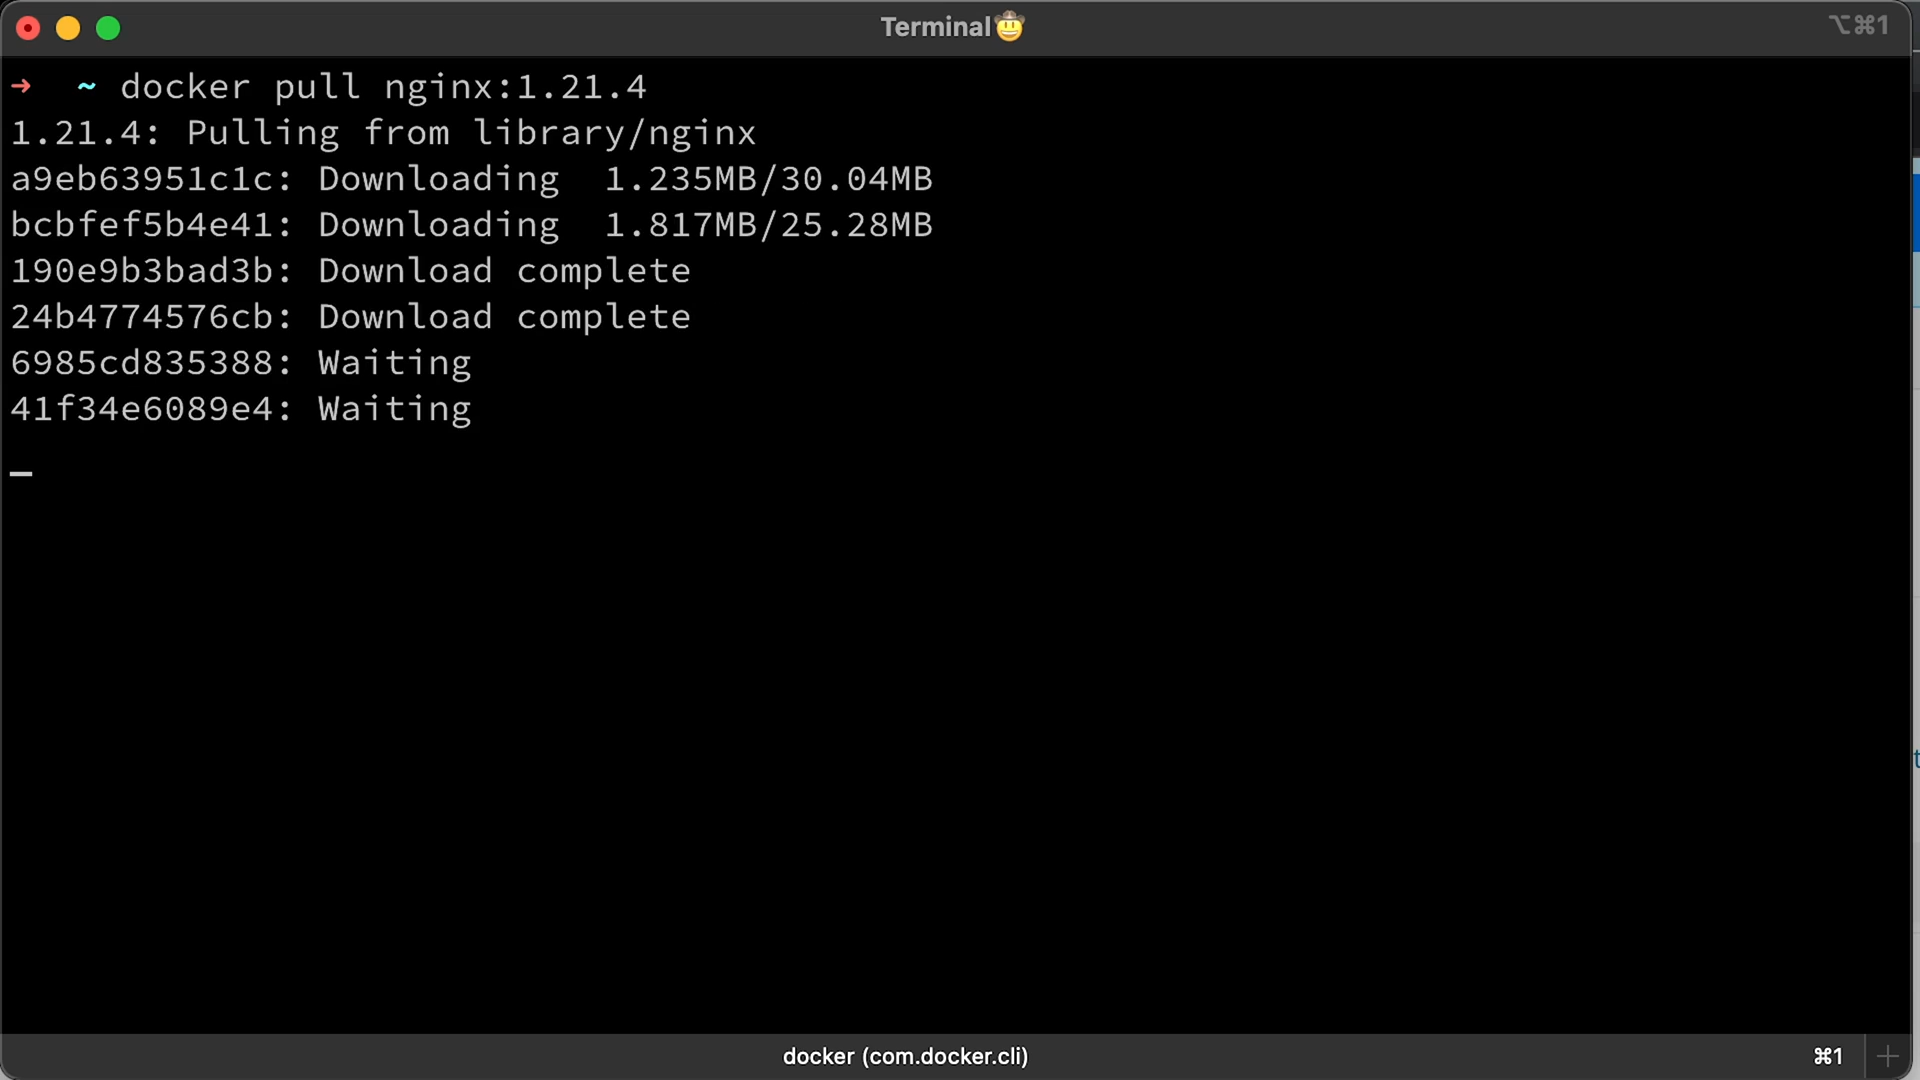 Terminal🤠
⌥⌘1
➜ ~ docker pull nginx:1.21.4
1.21.4: Pulling from library/nginx
a9eb63951c1c: Downloading  1.235MB/30.04MB
bcbfef5b4e41: Downloading  1.817MB/25.28MB
190e9b3bad3b: Download complete
24b4774576cb: Download complete
6985cd835388: Waiting
41f34e6089e4: Waiting
docker (com.docker.cli)
⌘1